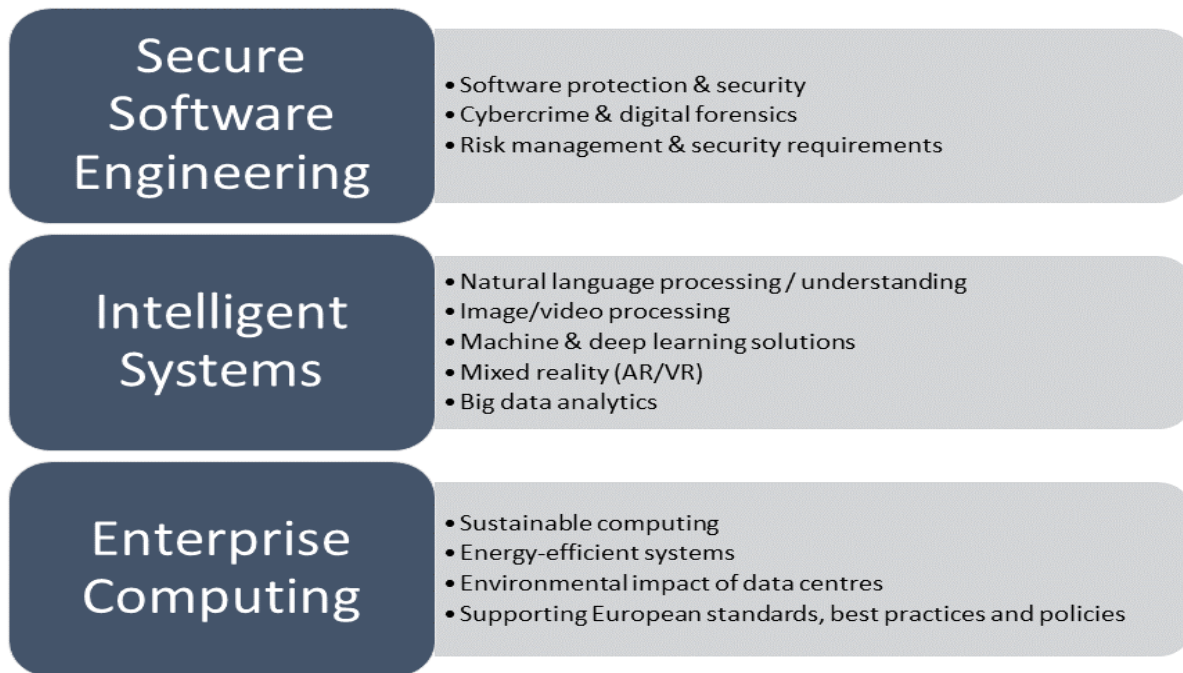 Secure
Software
Engineering
• Software protection & security
• Cybercrime & digital forensics
• Risk management & security requirements
Intelligent
Systems
• Natural language processing / understanding
• Image/video processing
• Machine & deep learning solutions
• Mixed reality (AR/VR)
• Big data analytics
Enterprise
Computing
• Sustainable computing
• Energy-efficient systems
• Environmental impact of data centres
• Supporting European standards, best practices and policies